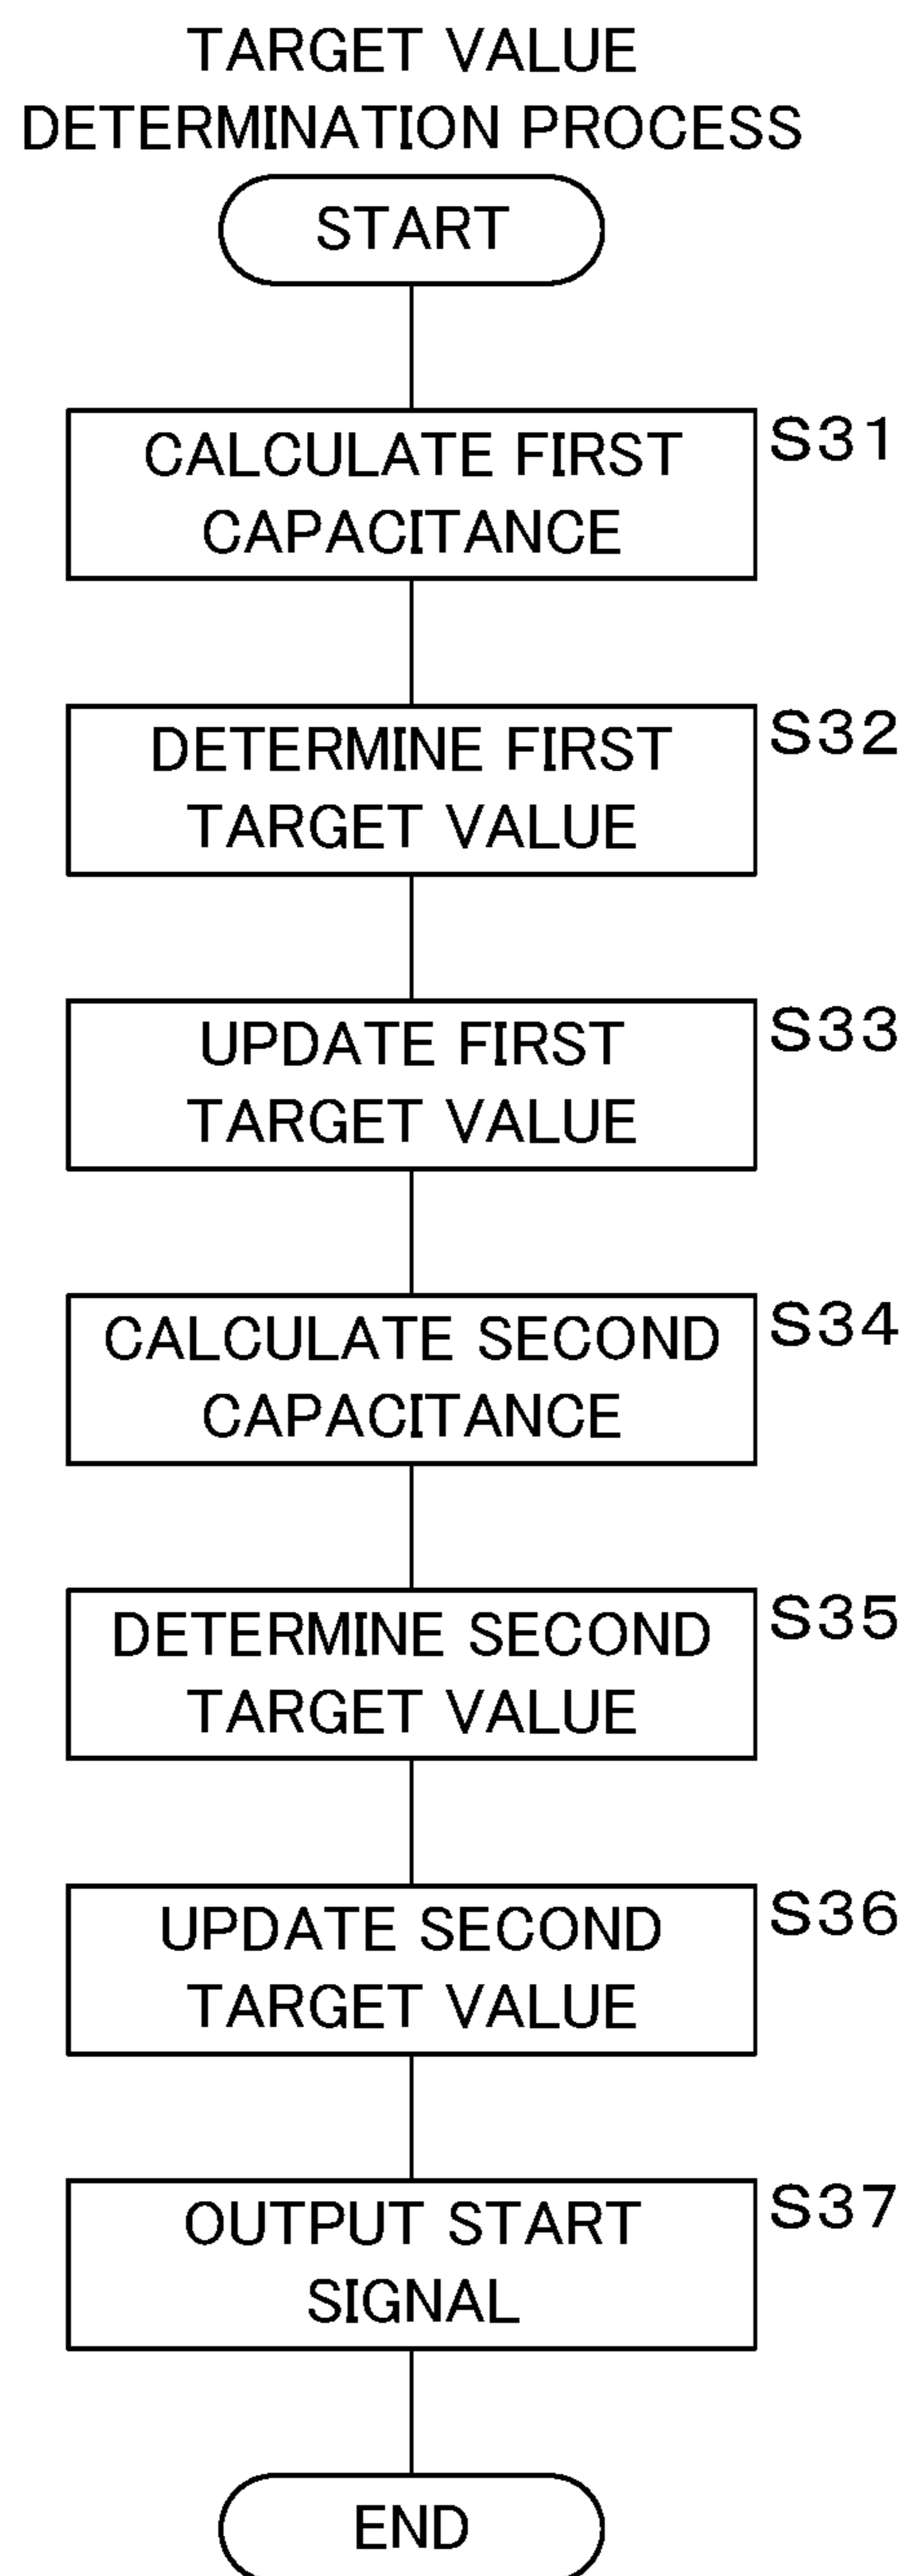 TARGET VALUE
DETERMINATION PROCESS
START
CALCULATE FIRST
CAPACITANCE
S31
DETERMINE FIRST
TARGET VALUE
S32
UPDATE FIRST
TARGET VALUE
S33
CALCULATE SECOND
CAPACITANCE
S34
DETERMINE SECOND
TARGET VALUE
S35
UPDATE SECOND
TARGET VALUE
S36
OUTPUT START
SIGNAL
S37
END